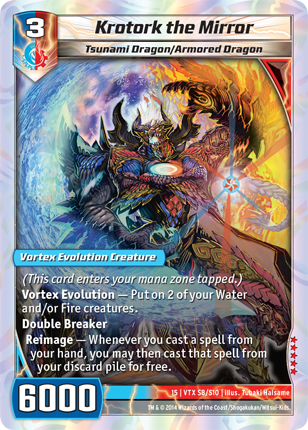 3
Krotork the Mirror
Tsunami Dragon/Armored Dragon
Vortex Evolution Creature
(This card enters your mana zone tapped.)
Vortex Evolution — Put on 2 of your Water
and/or Fire creatures.
Double Breaker
Reimage — Whenever you cast a spell from
your hand, you may then cast that spell from
your discard pile for free.
15 | VTX S8/S10 | Illus. Tubaki Haisame
6000
TM & © 2014 Wizards of the Coast/Shogakukan/Mitsui-Kids.